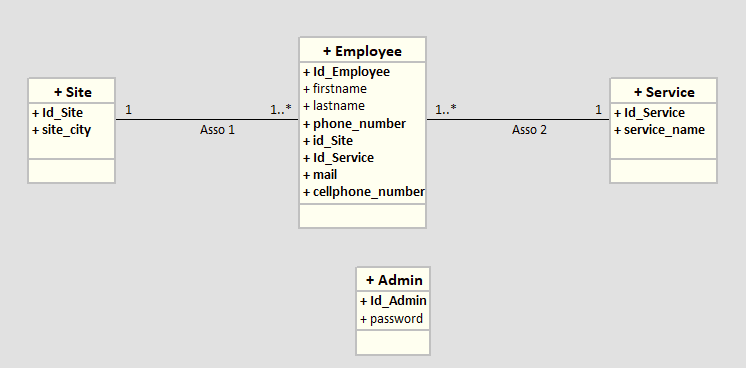 + Site
+ Id_Site
+ site_city
1
Asso 1
1..*
+ Employee
+ Id_Employee
+ firstname
+ lastname
+ phone_number
+ id_Site
+ Id_Service
+ mail
+ cellphone_number
1..*
Asso 2
1
+ Service
+ Id_Service
+ service_name
+ Admin
+ Id_Admin
+ password